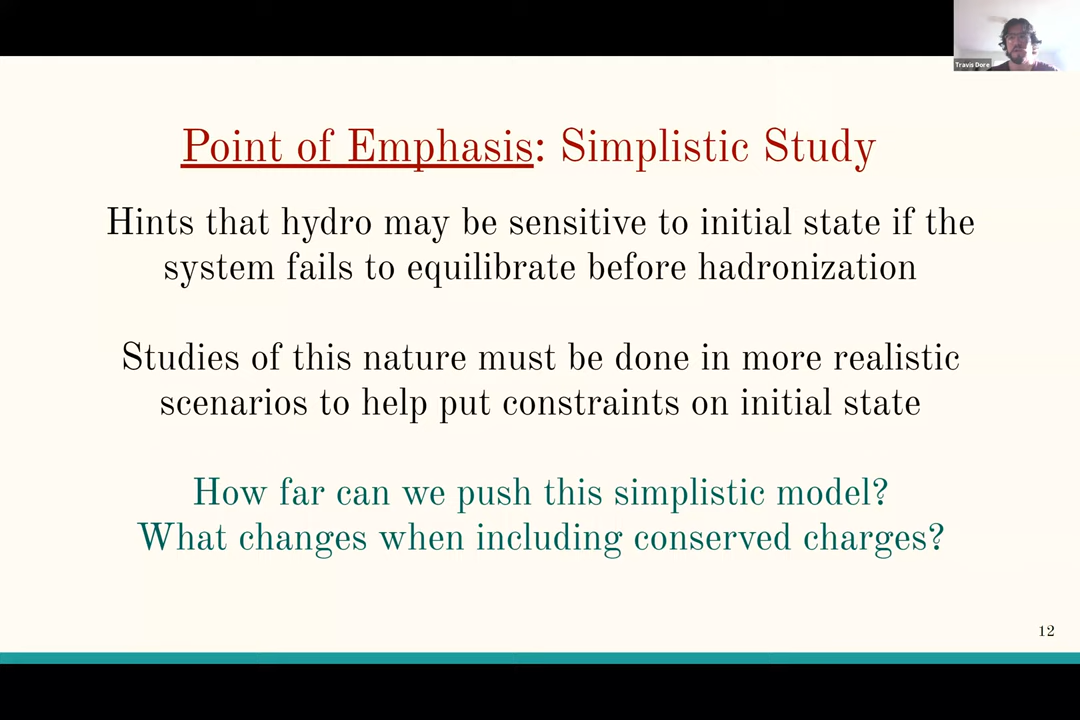 Travis Dore
Point of Emphasis: Simplistic Study
Hints that hydro may be sensitive to initial state if the
system fails to equilibrate before hadronization
Studies of this nature must be done in more realistic
scenarios to help put constraints on initial state
How far can we push this simplistic model?
What changes when including conserved charges?
12